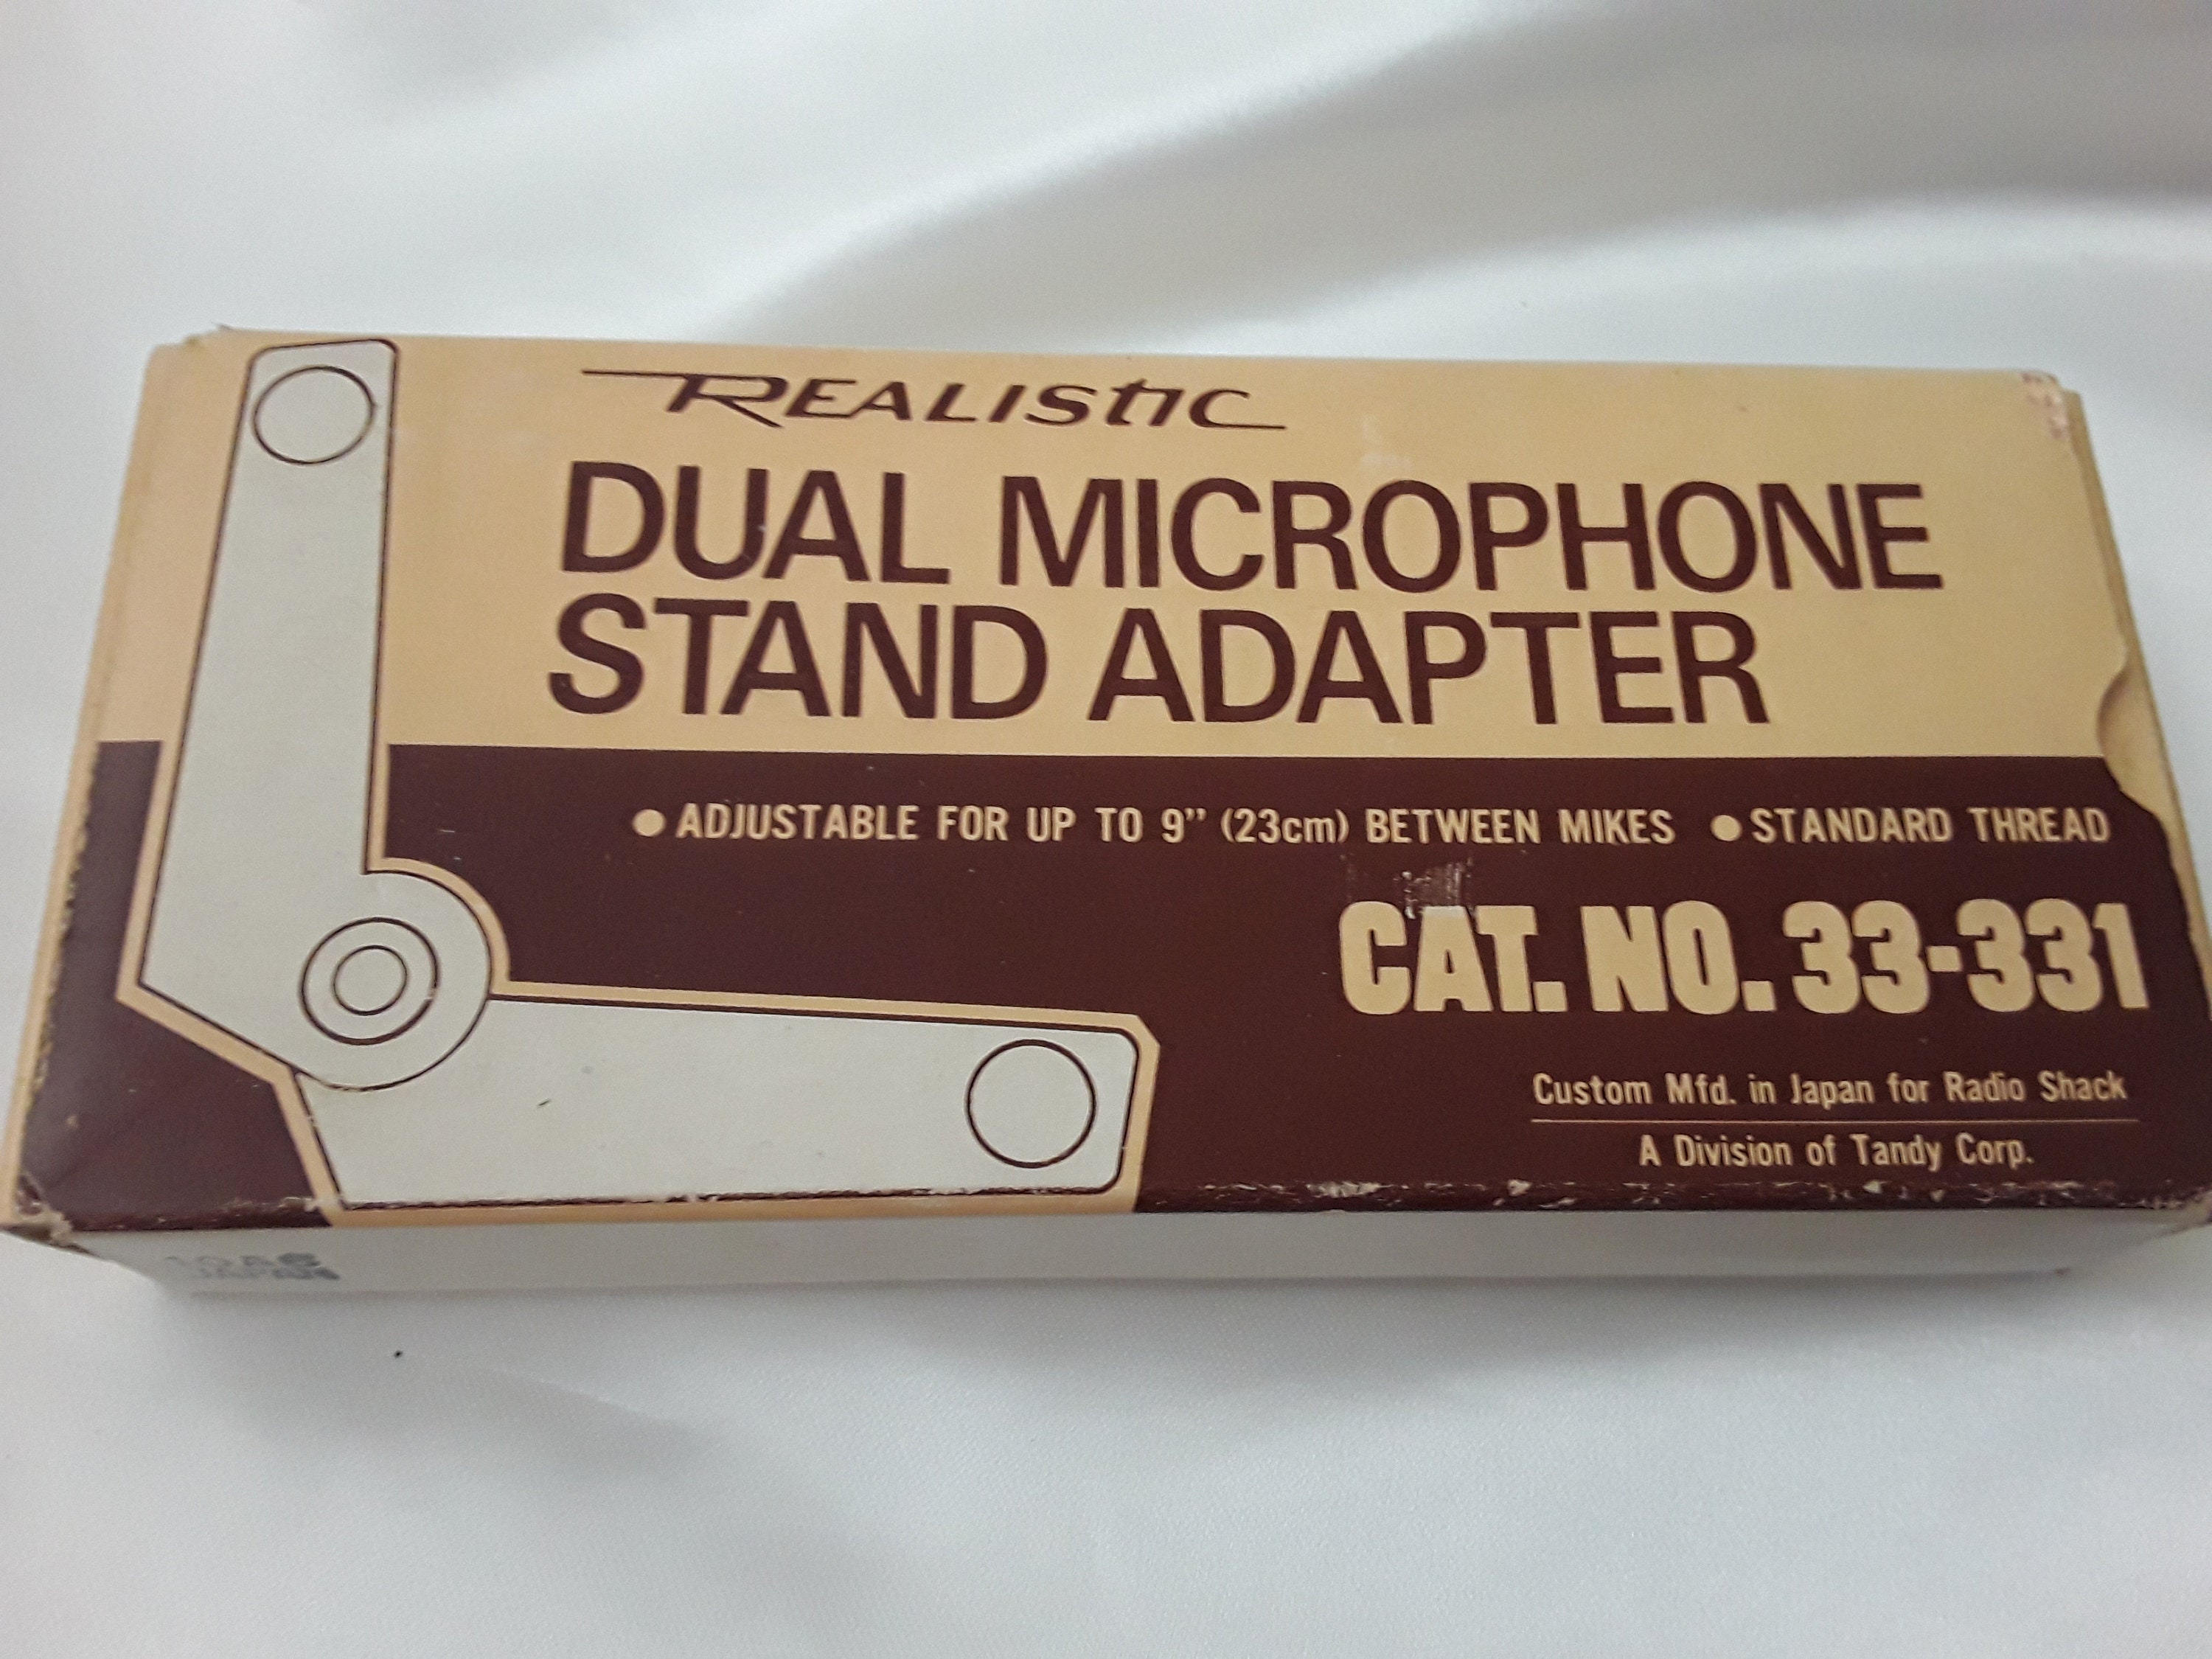 REALISTIC
DUAL MICROPHONE
STAND ADAPTER
● ADJUSTABLE FOR UP TO 9" (23cm) BETWEEN MIKES ● STANDARD THREAD
CAT. NO. 33-331
Custom Mfd. in Japan for Radio Shack
A Division of Tandy Corp.
JAPAN